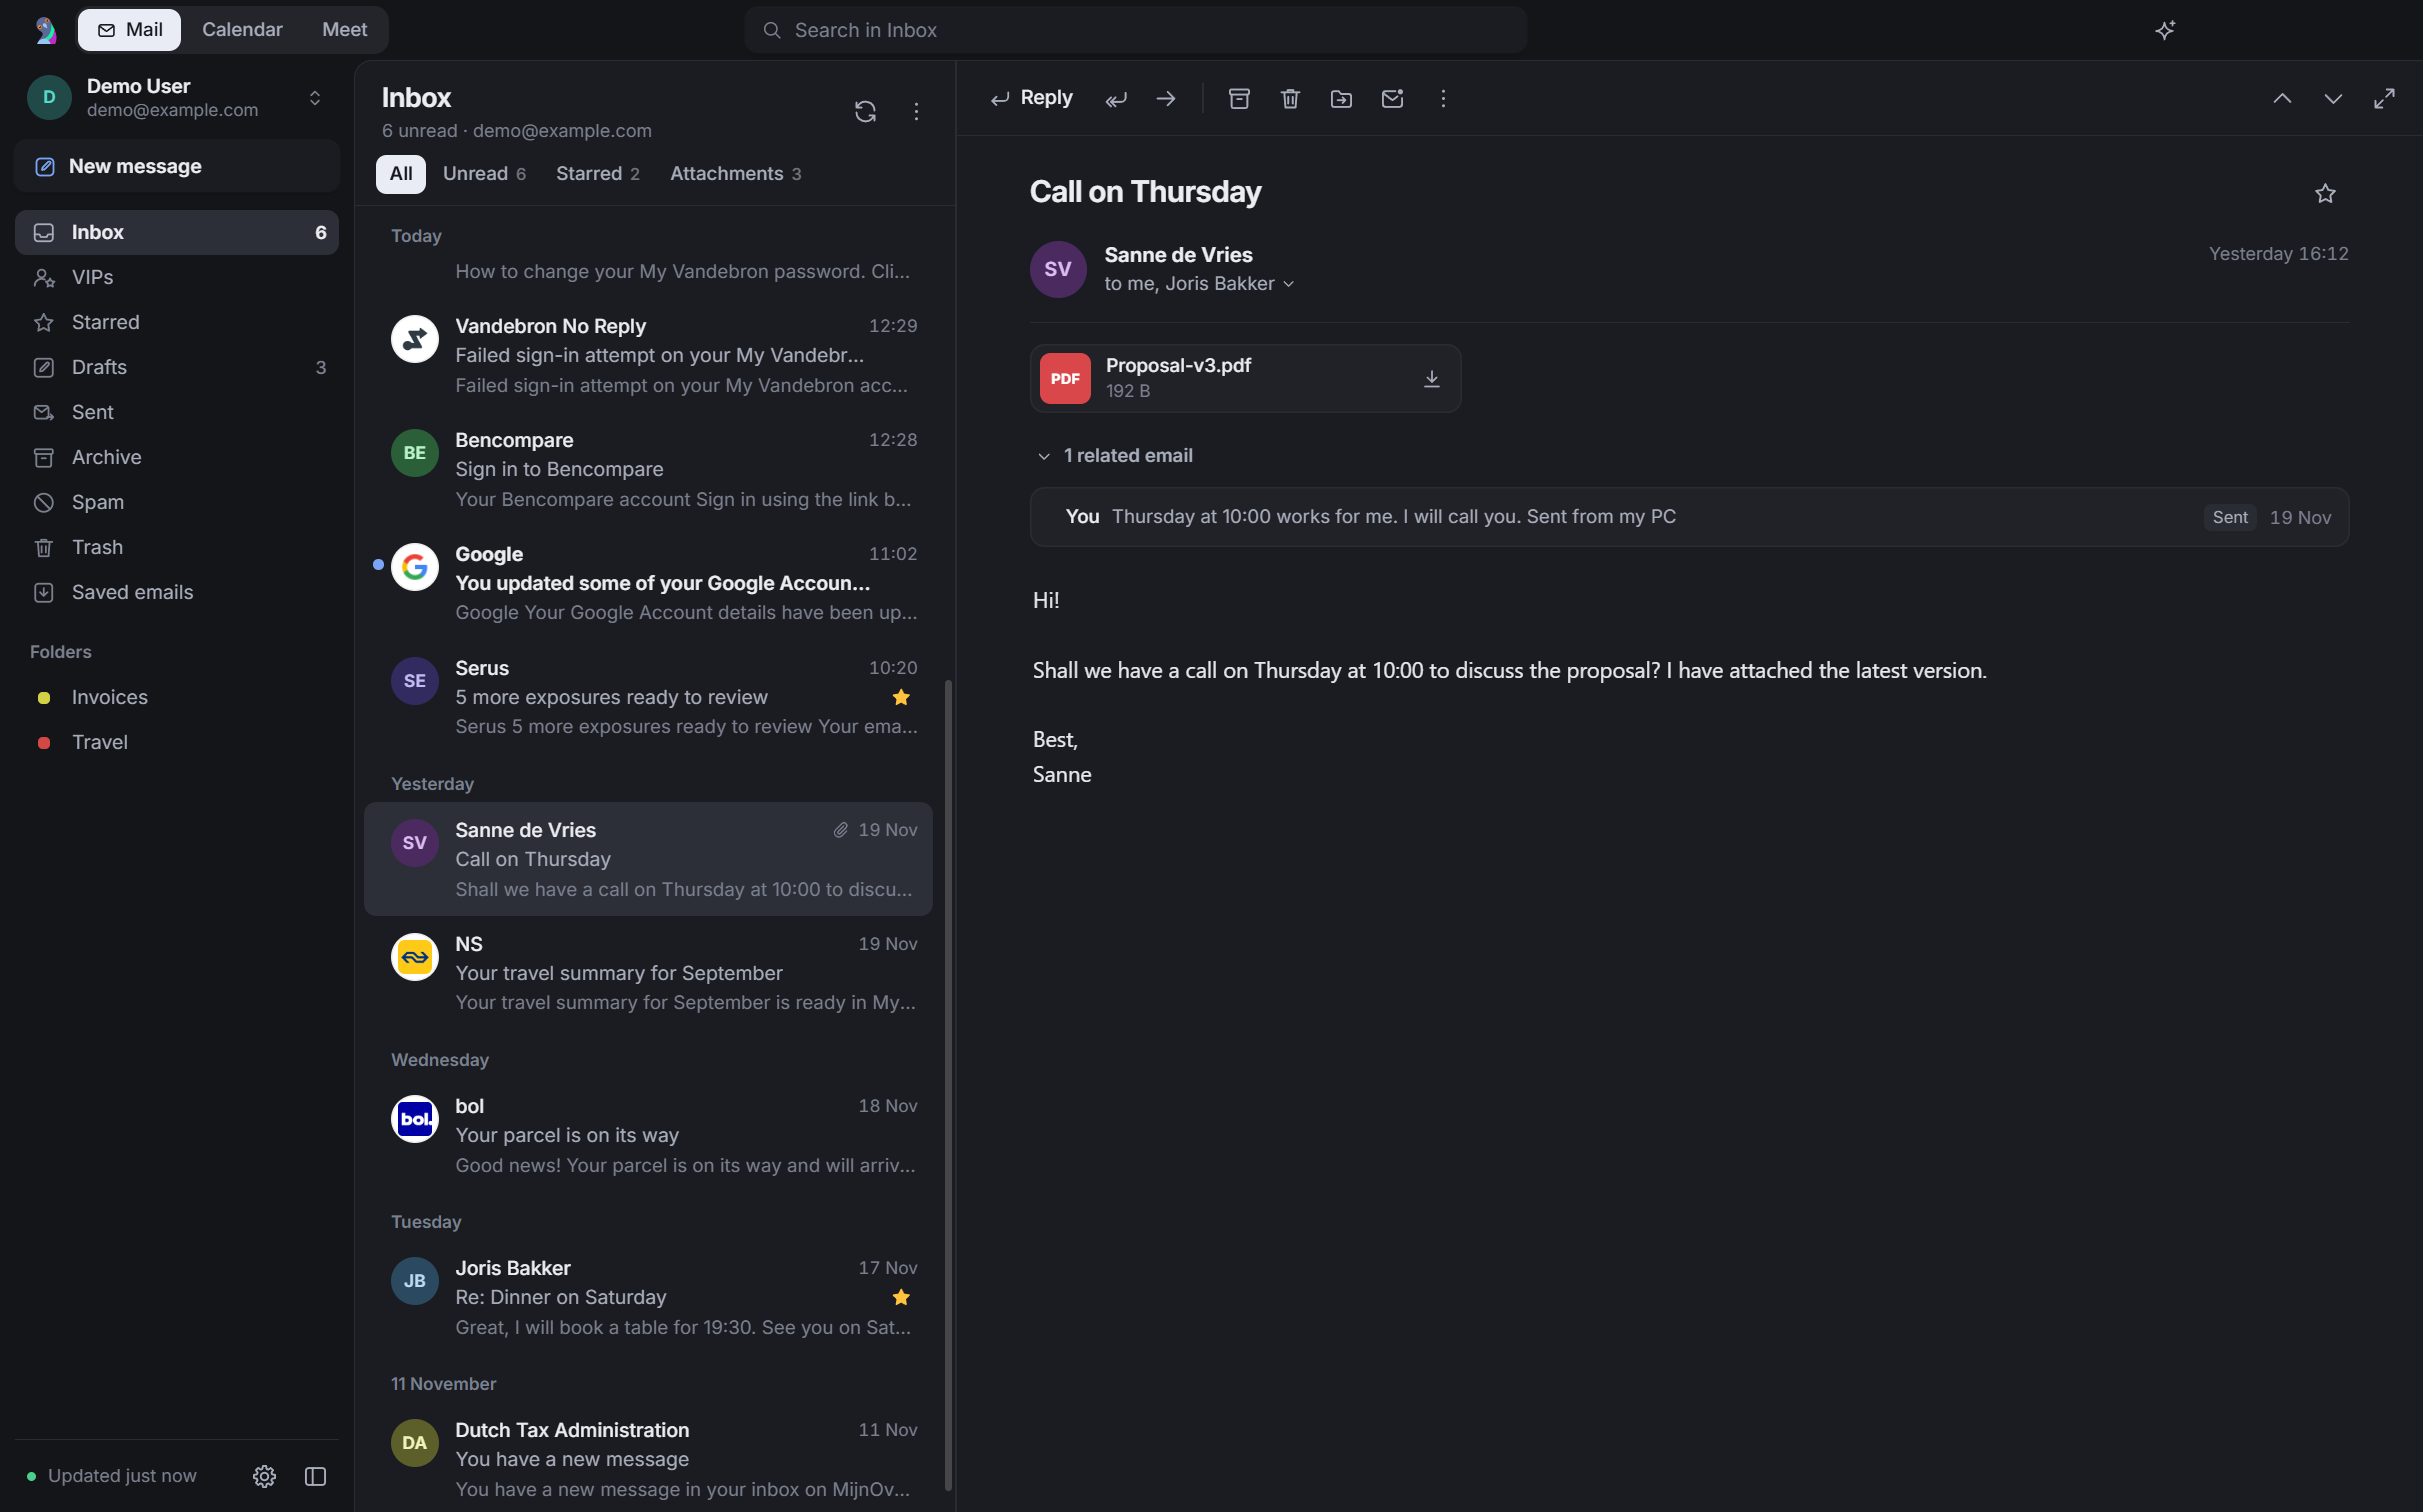 Mail
Calendar
Meet
Search in Inbox
D
Demo User
demo@example.com
New message
Inbox 6
VIPs
Starred
Drafts 3
Sent
Archive
Spam
Trash
Saved emails
Folders
Invoices
Travel
Updated just now
Inbox
6 unread · demo@example.com
All
Unread 6
Starred 2
Attachments 3
Today
How to change your My Vandebron password. Cli...
Vandebron No Reply 12:29
Failed sign-in attempt on your My Vandebr...
Failed sign-in attempt on your My Vandebron acc...
BE
Bencompare 12:28
Sign in to Bencompare
Your Bencompare account Sign in using the link b...
Google 11:02
You updated some of your Google Accoun...
Google Your Google Account details have been up...
SE
Serus 10:20
5 more exposures ready to review
Serus 5 more exposures ready to review Your ema...
Yesterday
SV
Sanne de Vries 19 Nov
Call on Thursday
Shall we have a call on Thursday at 10:00 to discu...
NS 19 Nov
Your travel summary for September
Your travel summary for September is ready in My...
Wednesday
bol.
bol 18 Nov
Your parcel is on its way
Good news! Your parcel is on its way and will arriv...
Tuesday
JB
Joris Bakker 17 Nov
Re: Dinner on Saturday
Great, I will book a table for 19:30. See you on Sat...
11 November
DA
Dutch Tax Administration 11 Nov
You have a new message
You have a new message in your inbox on MijnOv...
Reply
Call on Thursday
SV
Sanne de Vries Yesterday 16:12
to me, Joris Bakker
PDF
Proposal-v3.pdf
192 B
1 related email
You Thursday at 10:00 works for me. I will call you. Sent from my PC Sent 19 Nov
Hi!
Shall we have a call on Thursday at 10:00 to discuss the proposal? I have attached the latest version.
Best,
Sanne